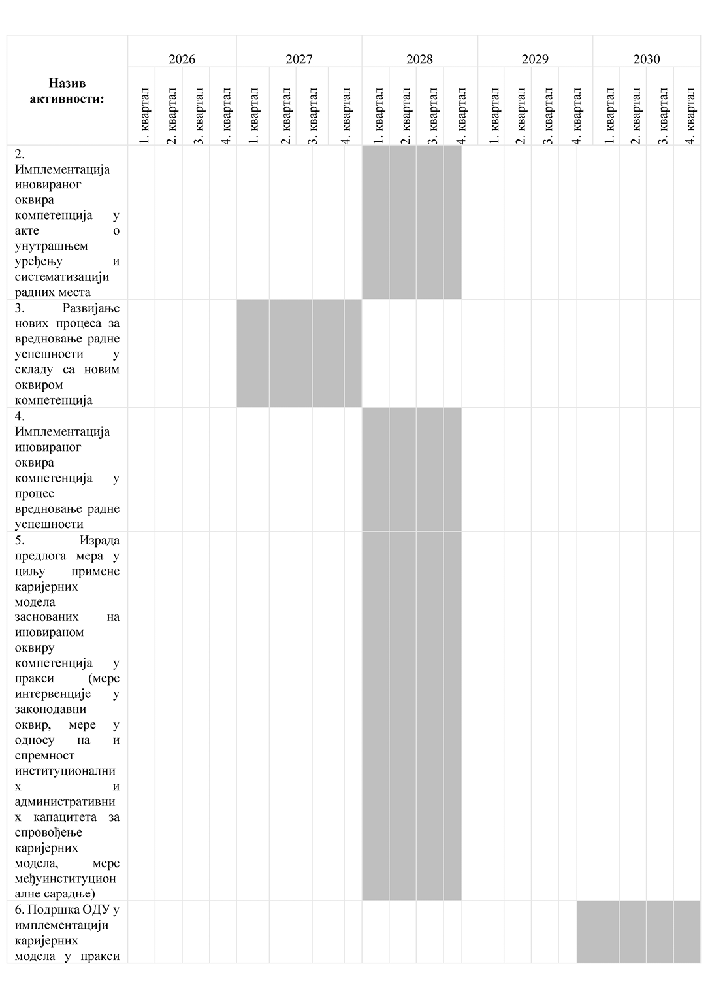 Назив
активности:
2026
2027
2028
2029
2030
1. квартал
2. квартал
3. квартал
4. квартал
1. квартал
2. квартал
3. квартал
4. квартал
1. квартал
2. квартал
3. квартал
4. квартал
1. квартал
2. квартал
3. квартал
4. квартал
1. квартал
2. квартал
3. квартал
4. квартал
2.
Имплементација
иновираног
оквира
компетенција у
акте о
унутрашњем
уређењу и
систематизацији
радних места
3. Развијање
нових процеса за
вредновање радне
успешности у
складу са новим
оквиром
компетенција
4.
Имплементација
иновираног
оквира
компетенција у
процес
вредновање радне
успешности
5. Израда
предлога мера у
циљу примене
каријерних
модела
заснованих на
иновираном
оквиру
компетенција у
пракси (мере
интервенције у
законодавни
оквир, мере у
односу на и
спремност
институционални
х и
административни
х капацитета за
спровођење
каријерних
модела, мере
међуинституцион
алне сарадње)
6. Подршка ОДУ у
имплементацији
каријерних
модела у пракси